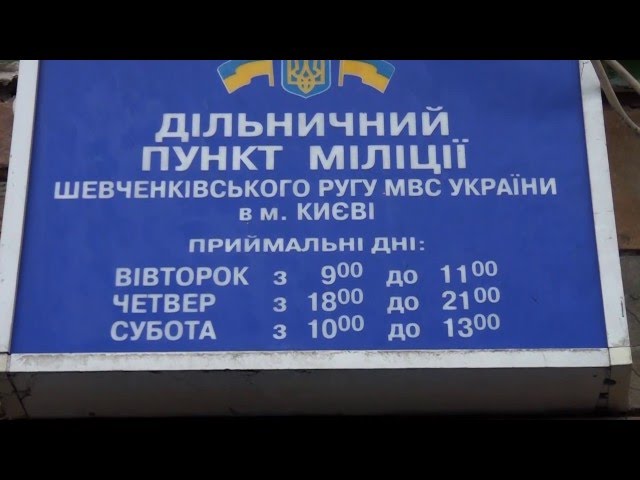 ДІЛЬНИЧНИЙ
ПУНКТ МІЛІЦІЇ
ШЕВЧЕНКІВСЬКОГО РУГУ МВС УКРАЇНИ
в м. КИЄВІ
ПРИЙМАЛЬНІ ДНІ:
ВІВТОРОК з 9⁰⁰ до 11⁰⁰
ЧЕТВЕР з 18⁰⁰ до 21⁰⁰
СУБОТА з 10⁰⁰ до 13⁰⁰